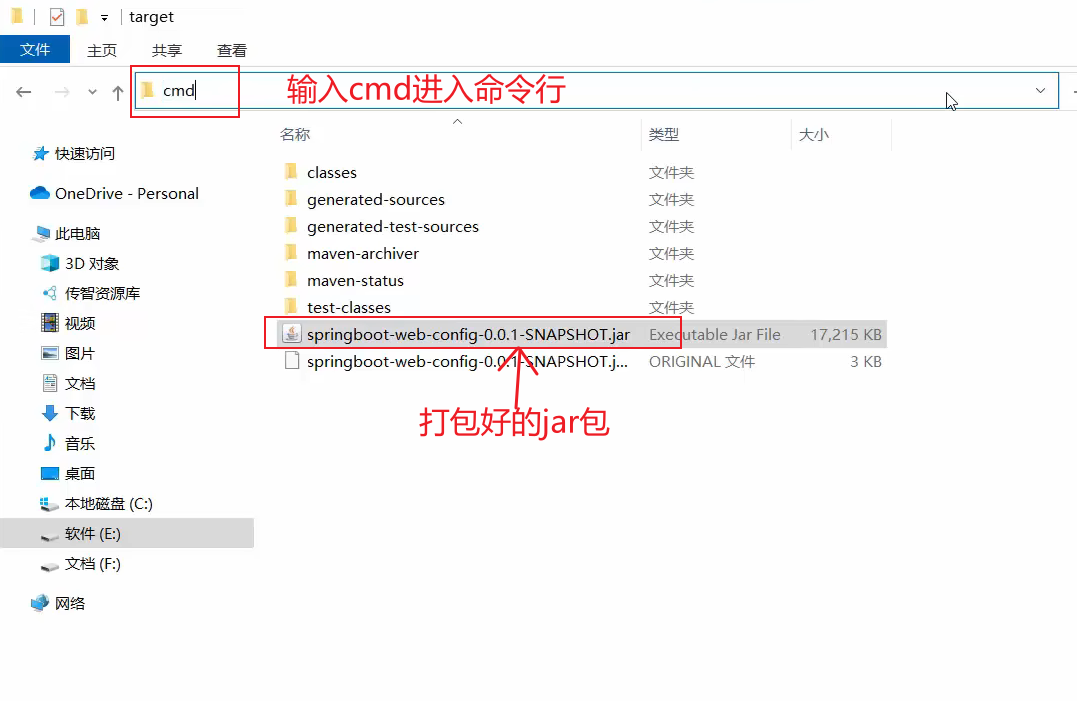 target
文件 主页 共享 查看
cmd 输入cmd进入命令行
名称 类型 大小
快速访问
OneDrive - Personal
此电脑
3D 对象
传智资源库
视频
图片
文档
下载
音乐
桌面
本地磁盘 (C:)
软件 (E:)
文档 (F:)
网络
classes 文件夹
generated-sources 文件夹
generated-test-sources 文件夹
maven-archiver 文件夹
maven-status 文件夹
test-classes 文件夹
springboot-web-config-0.0.1-SNAPSHOT.jar Executable Jar File 17,215 KB
springboot-web-config-0.0.1-SNAPSHOT.j... ORIGINAL 文件 3 KB
打包好的jar包